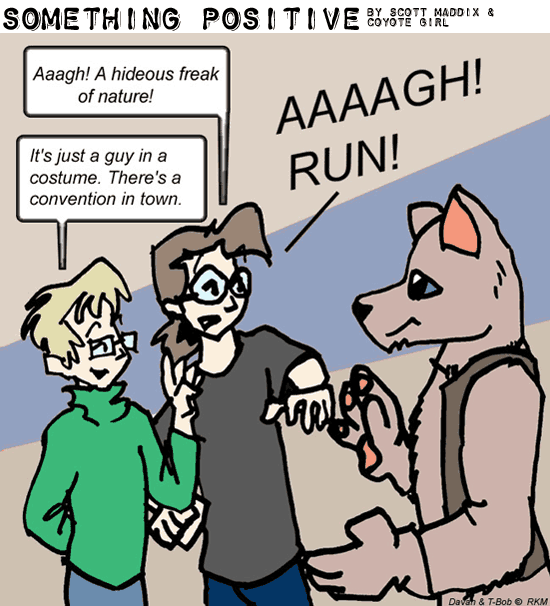 SOMETHING POSITIVE
BY SCOTT MADDIX &
COYOTE GIRL
Aaagh! A hideous freak
of nature!
It's just a guy in a
costume. There's a
convention in town.
AAAAGH!
RUN!
Davan & T-Bob © RKM